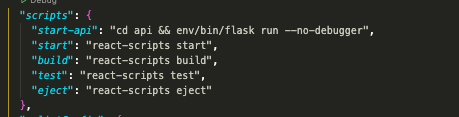 Debug
"scripts": {
"start-api": "cd api && env/bin/flask run --no-debugger",
"start": "react-scripts start",
"build": "react-scripts build",
"test": "react-scripts test",
"eject": "react-scripts eject"
},